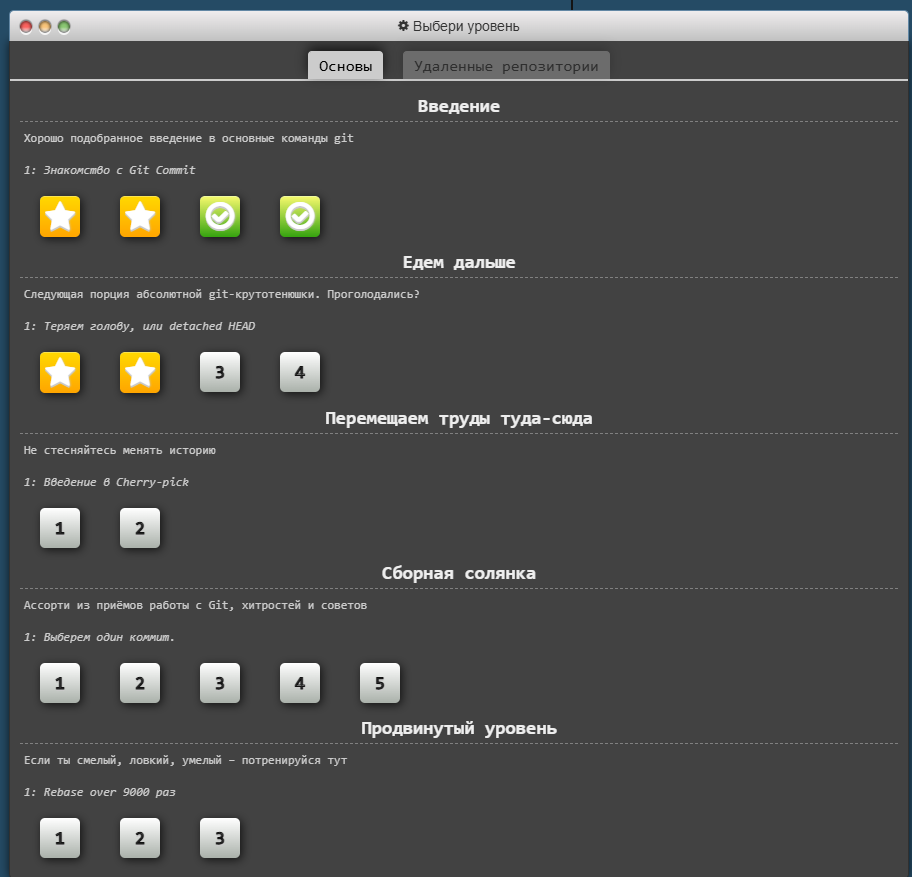 Выбери уровень
Основы Удаленные репозитории
Введение
Хорошо подобранное введение в основные команды git
1: Знакомство с Git Commit
Едем дальше
Следующая порция абсолютной git-крутотенюшки. Проголодались?
1: Теряем голову, или detached HEAD
3 4
Перемещаем труды туда-сюда
Не стесняйтесь менять историю
1: Введение в Cherry-pick
1 2
Сборная солянка
Ассорти из приёмов работы с Git, хитростей и советов
1: Выберем один коммит.
1 2 3 4 5
Продвинутый уровень
Если ты смелый, ловкий, умелый – потренируйся тут
1: Rebase over 9000 раз
1 2 3